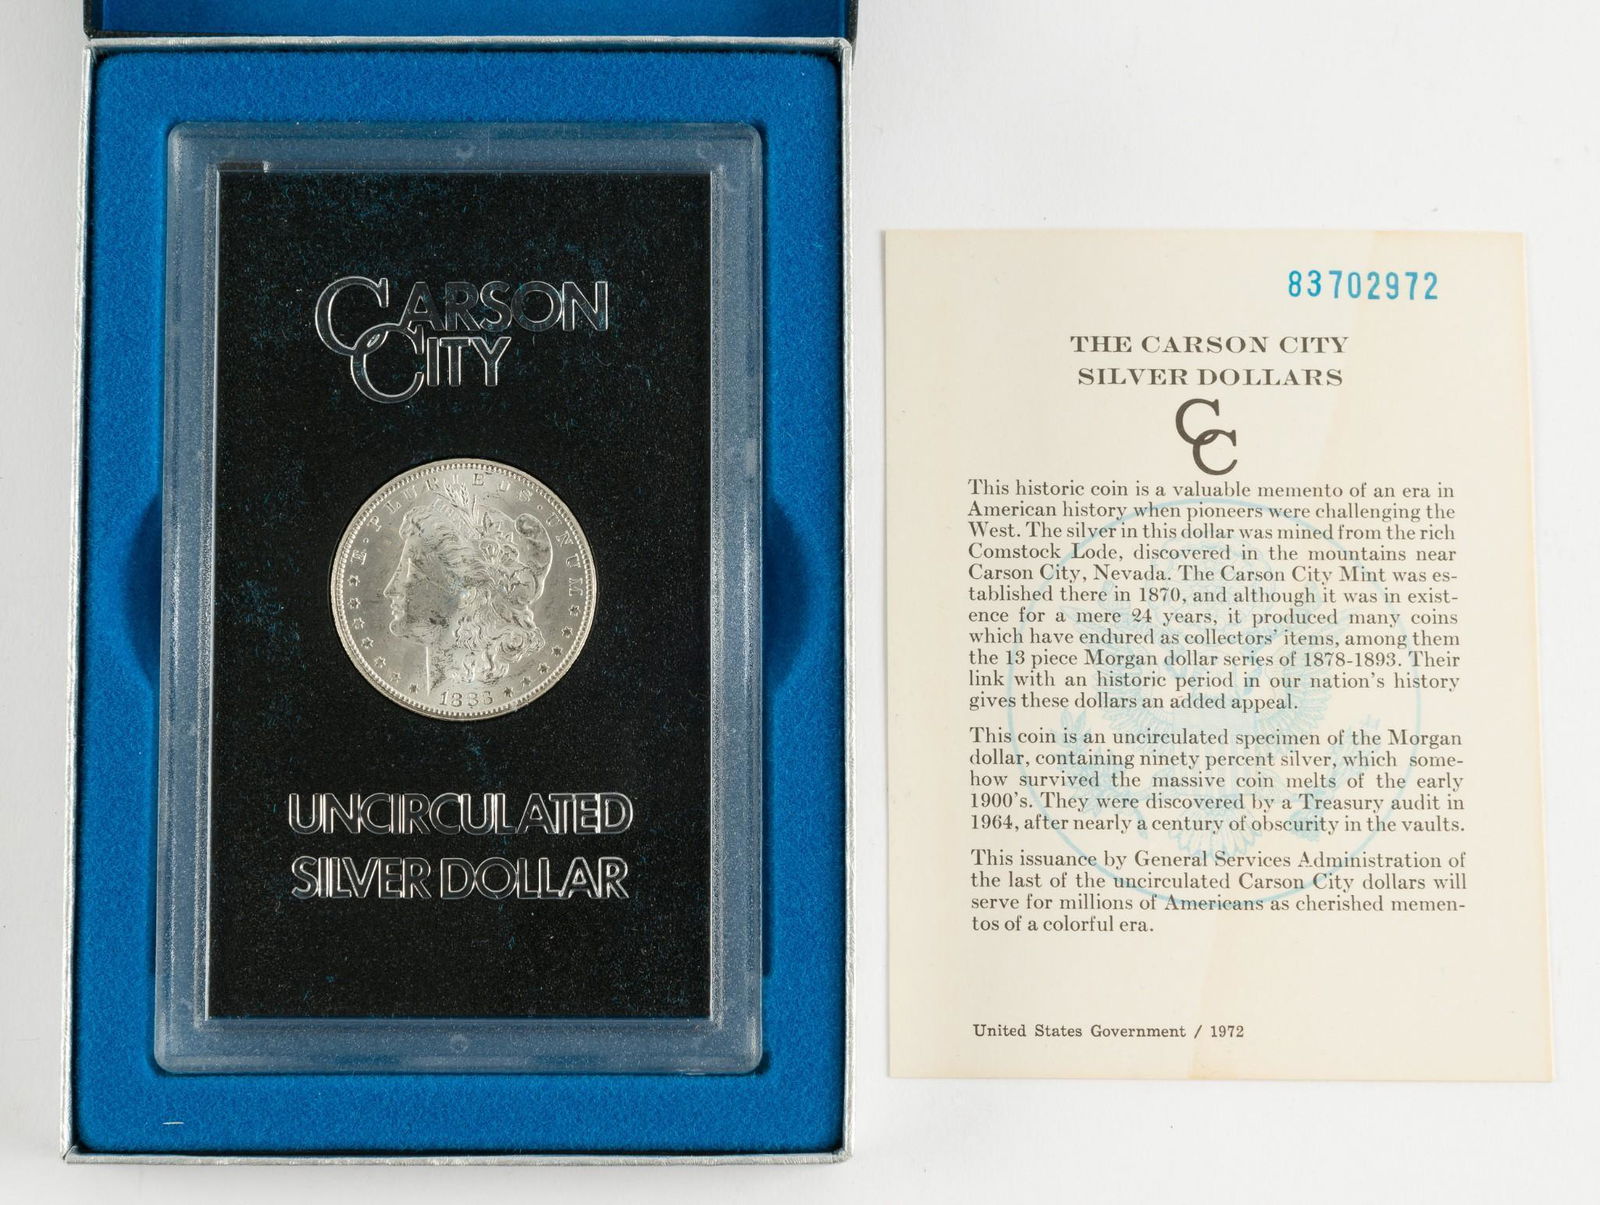 CARSON
CITY
E · PLURIBUS · UNUM
1883
UNCIRCULATED
SILVER DOLLAR
83702972
THE CARSON CITY
SILVER DOLLARS
CC
This historic coin is a valuable memento of an era in
American history when pioneers were challenging the
West. The silver in this dollar was mined from the rich
Comstock Lode, discovered in the mountains near
Carson City, Nevada. The Carson City Mint was es-
tablished there in 1870, and although it was in exist-
ence for a mere 24 years, it produced many coins
which have endured as collectors' items, among them
the 13 piece Morgan dollar series of 1878-1893. Their
link with an historic period in our nation's history
gives these dollars an added appeal.
This coin is an uncirculated specimen of the Morgan
dollar, containing ninety percent silver, which some-
how survived the massive coin melts of the early
1900's. They were discovered by a Treasury audit in
1964, after nearly a century of obscurity in the vaults.
This issuance by General Services Administration of
the last of the uncirculated Carson City dollars will
serve for millions of Americans as cherished memen-
tos of a colorful era.
United States Government / 1972